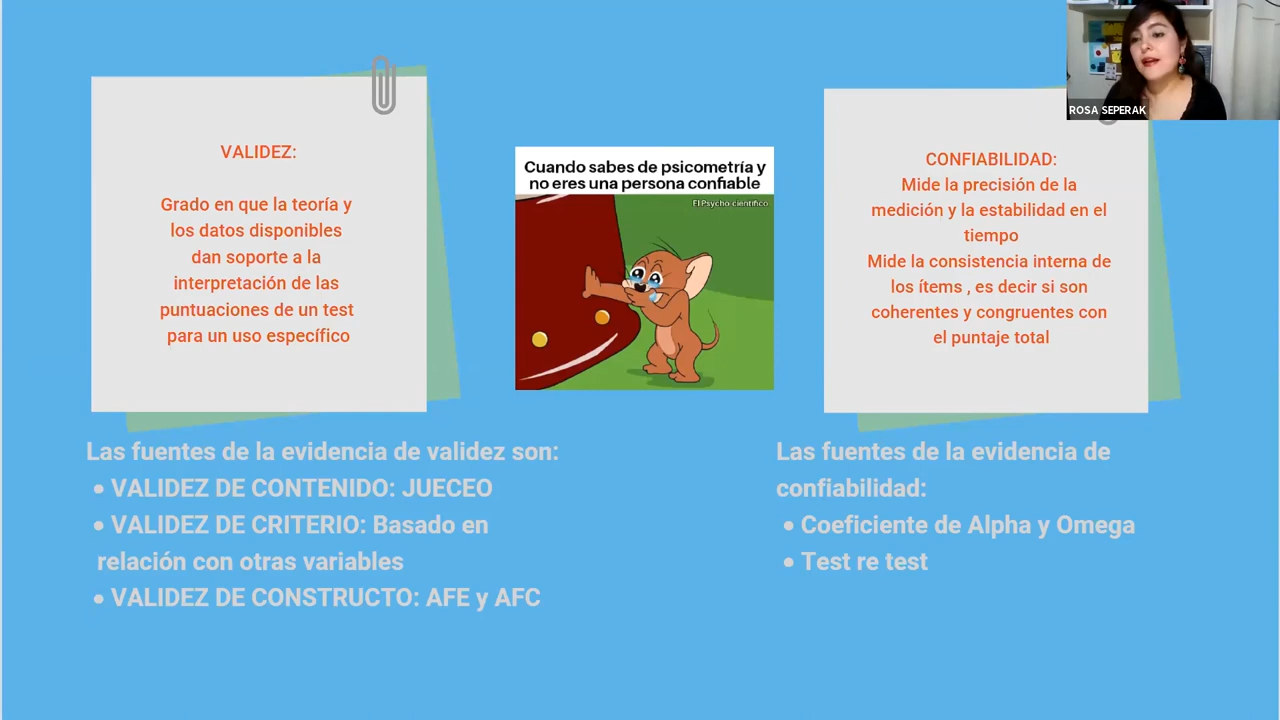 VALIDEZ:
Grado en que la teoría y
los datos disponibles
dan soporte a la
interpretación de las
puntuaciones de un test
para un uso específico
Cuando sabes de psicometría y
no eres una persona confiable
El Psycho científico
ROSA SEPERAK
CONFIABILIDAD:
Mide la precisión de la
medición y la estabilidad en el
tiempo
Mide la consistencia interna de
los ítems , es decir si son
coherentes y congruentes con
el puntaje total
Las fuentes de la evidencia de validez son:
• VALIDEZ DE CONTENIDO: JUECEO
• VALIDEZ DE CRITERIO: Basado en
relación con otras variables
• VALIDEZ DE CONSTRUCTO: AFE y AFC
Las fuentes de la evidencia de
confiabilidad:
• Coeficiente de Alpha y Omega
• Test re test